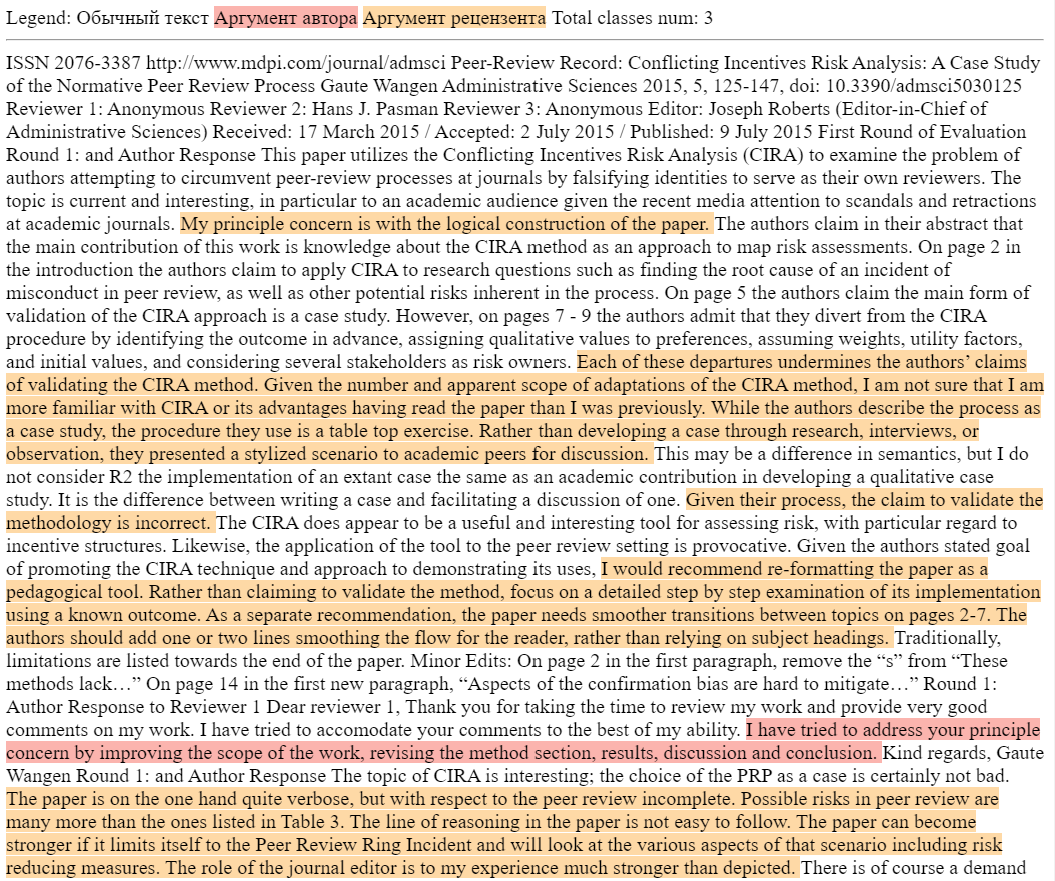 Legend: Обычный текст Аргумент автора Аргумент рецензента Total classes num: 3
ISSN 2076-3387 http://www.mdpi.com/journal/admsci Peer-Review Record: Conflicting Incentives Risk Analysis: A Case Study
of the Normative Peer Review Process Gaute Wangen Administrative Sciences 2015, 5, 125-147, doi: 10.3390/admsci5030125
Reviewer 1: Anonymous Reviewer 2: Hans J. Pasman Reviewer 3: Anonymous Editor: Joseph Roberts (Editor-in-Chief of
Administrative Sciences) Received: 17 March 2015 / Accepted: 2 July 2015 / Published: 9 July 2015 First Round of Evaluation
Round 1: and Author Response This paper utilizes the Conflicting Incentives Risk Analysis (CIRA) to examine the problem of
authors attempting to circumvent peer-review processes at journals by falsifying identities to serve as their own reviewers. The
topic is current and interesting, in particular to an academic audience given the recent media attention to scandals and retractions
at academic journals. My principle concern is with the logical construction of the paper. The authors claim in their abstract that
the main contribution of this work is knowledge about the CIRA method as an approach to map risk assessments. On page 2 in
the introduction the authors claim to apply CIRA to research questions such as finding the root cause of an incident of
misconduct in peer review, as well as other potential risks inherent in the process. On page 5 the authors claim the main form of
validation of the CIRA approach is a case study. However, on pages 7 - 9 the authors admit that they divert from the CIRA
procedure by identifying the outcome in advance, assigning qualitative values to preferences, assuming weights, utility factors,
and initial values, and considering several stakeholders as risk owners. Each of these departures undermines the authors’ claims
of validating the CIRA method. Given the number and apparent scope of adaptations of the CIRA method, I am not sure that I am
more familiar with CIRA or its advantages having read the paper than I was previously. While the authors describe the process as
a case study, the procedure they use is a table top exercise. Rather than developing a case through research, interviews, or
observation, they presented a stylized scenario to academic peers for discussion. This may be a difference in semantics, but I do
not consider R2 the implementation of an extant case the same as an academic contribution in developing a qualitative case
study. It is the difference between writing a case and facilitating a discussion of one. Given their process, the claim to validate the
methodology is incorrect. The CIRA does appear to be a useful and interesting tool for assessing risk, with particular regard to
incentive structures. Likewise, the application of the tool to the peer review setting is provocative. Given the authors stated goal
of promoting the CIRA technique and approach to demonstrating its uses, I would recommend re-formatting the paper as a
pedagogical tool. Rather than claiming to validate the method, focus on a detailed step by step examination of its implementation
using a known outcome. As a separate recommendation, the paper needs smoother transitions between topics on pages 2-7. The
authors should add one or two lines smoothing the flow for the reader, rather than relying on subject headings. Traditionally,
limitations are listed towards the end of the paper. Minor Edits: On page 2 in the first paragraph, remove the “s” from “These
methods lack…” On page 14 in the first new paragraph, “Aspects of the confirmation bias are hard to mitigate…” Round 1:
Author Response to Reviewer 1 Dear reviewer 1, Thank you for taking the time to review my work and provide very good
comments on my work. I have tried to accomodate your comments to the best of my ability. I have tried to address your principle
concern by improving the scope of the work, revising the method section, results, discussion and conclusion. Kind regards, Gaute
Wangen Round 1: and Author Response The topic of CIRA is interesting; the choice of the PRP as a case is certainly not bad.
The paper is on the one hand quite verbose, but with respect to the peer review incomplete. Possible risks in peer review are
many more than the ones listed in Table 3. The line of reasoning in the paper is not easy to follow. The paper can become
stronger if it limits itself to the Peer Review Ring Incident and will look at the various aspects of that scenario including risk
reducing measures. The role of the journal editor is to my experience much stronger than depicted. There is of course a demand